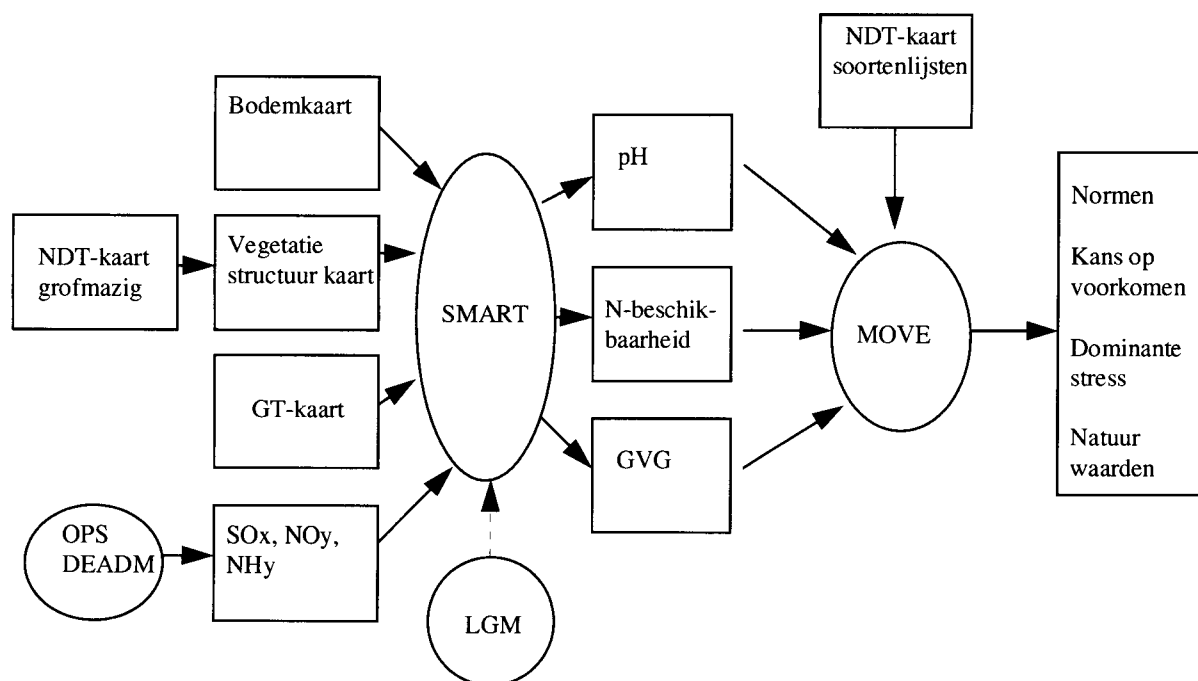 NDT-kaart
soortenlijsten
Bodemkaart
pH
Normen
NDT-kaart
grofmazig
Vegetatie
structuur kaart
SMART
N-beschik-
baarheid
MOVE
Kans op
voorkomen
Dominante
stress
GT-kaart
GVG
Natuur
waarden
OPS
DEADM
SOx, NOy,
NHy
LGM